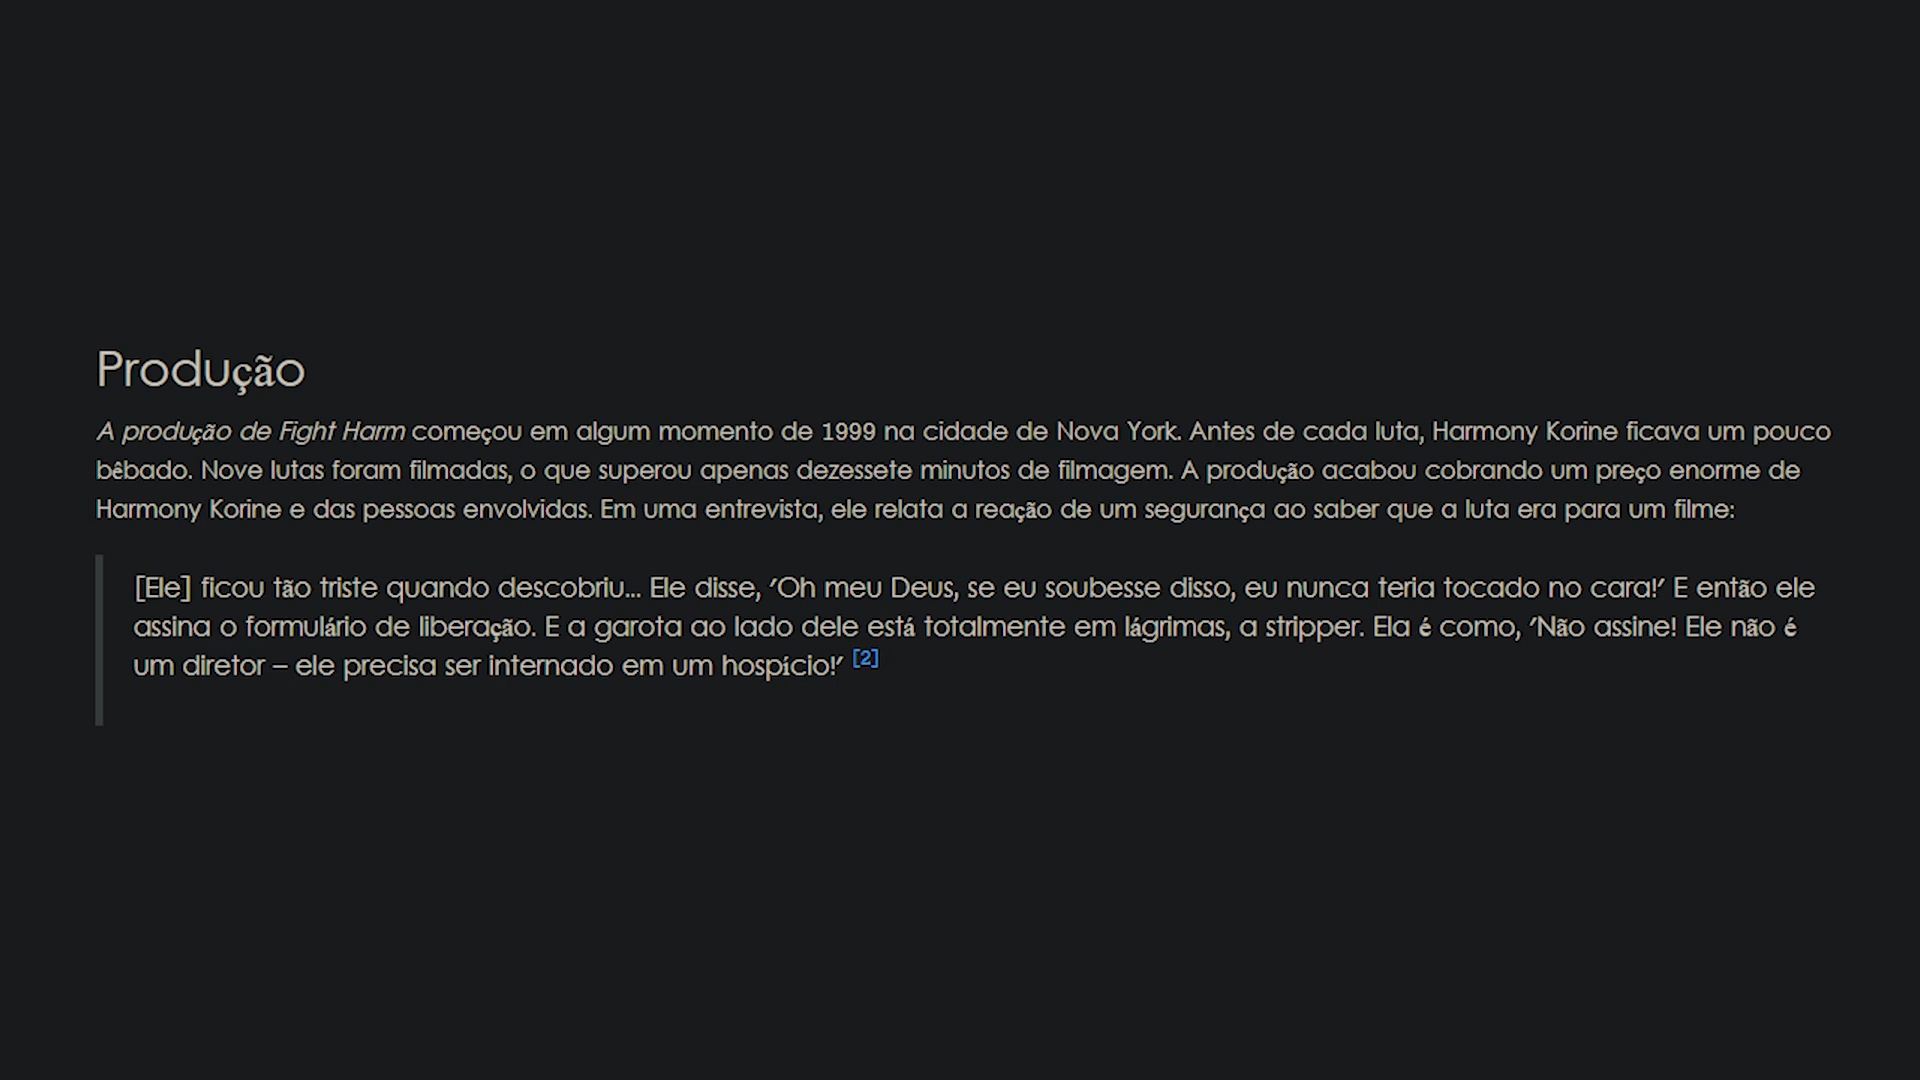 Produção
A produção de Fight Harm começou em algum momento de 1999 na cidade de Nova York. Antes de cada luta, Harmony Korine ficava um pouco
bêbado. Nove lutas foram filmadas, o que superou apenas dezessete minutos de filmagem. A produção acabou cobrando um preço enorme de
Harmony Korine e das pessoas envolvidas. Em uma entrevista, ele relata a reação de um segurança ao saber que a luta era para um filme:
[Ele] ficou tão triste quando descobriu... Ele disse, 'Oh meu Deus, se eu soubesse disso, eu nunca teria tocado no cara!' E então ele
assina o formulário de liberação. E a garota ao lado dele está totalmente em lágrimas, a stripper. Ela é como, 'Não assine! Ele não é
um diretor – ele precisa ser internado em um hospício!' [2]